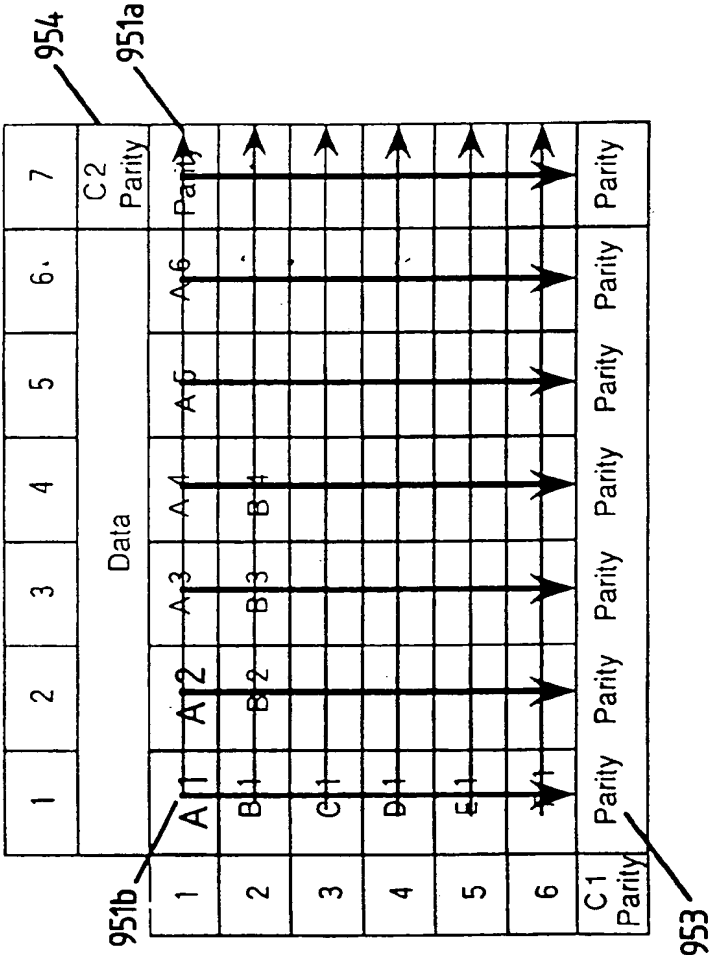 954
951a
1 2 3 4 5 6 7
Data C2 Parity
951b
1 A1 A2 A3 A4 A5 A6 Parity
2 B1 B2 B3 B4
3 C1
4 D1
5 E1
6
C1 Parity Parity Parity Parity Parity Parity Parity Parity
953